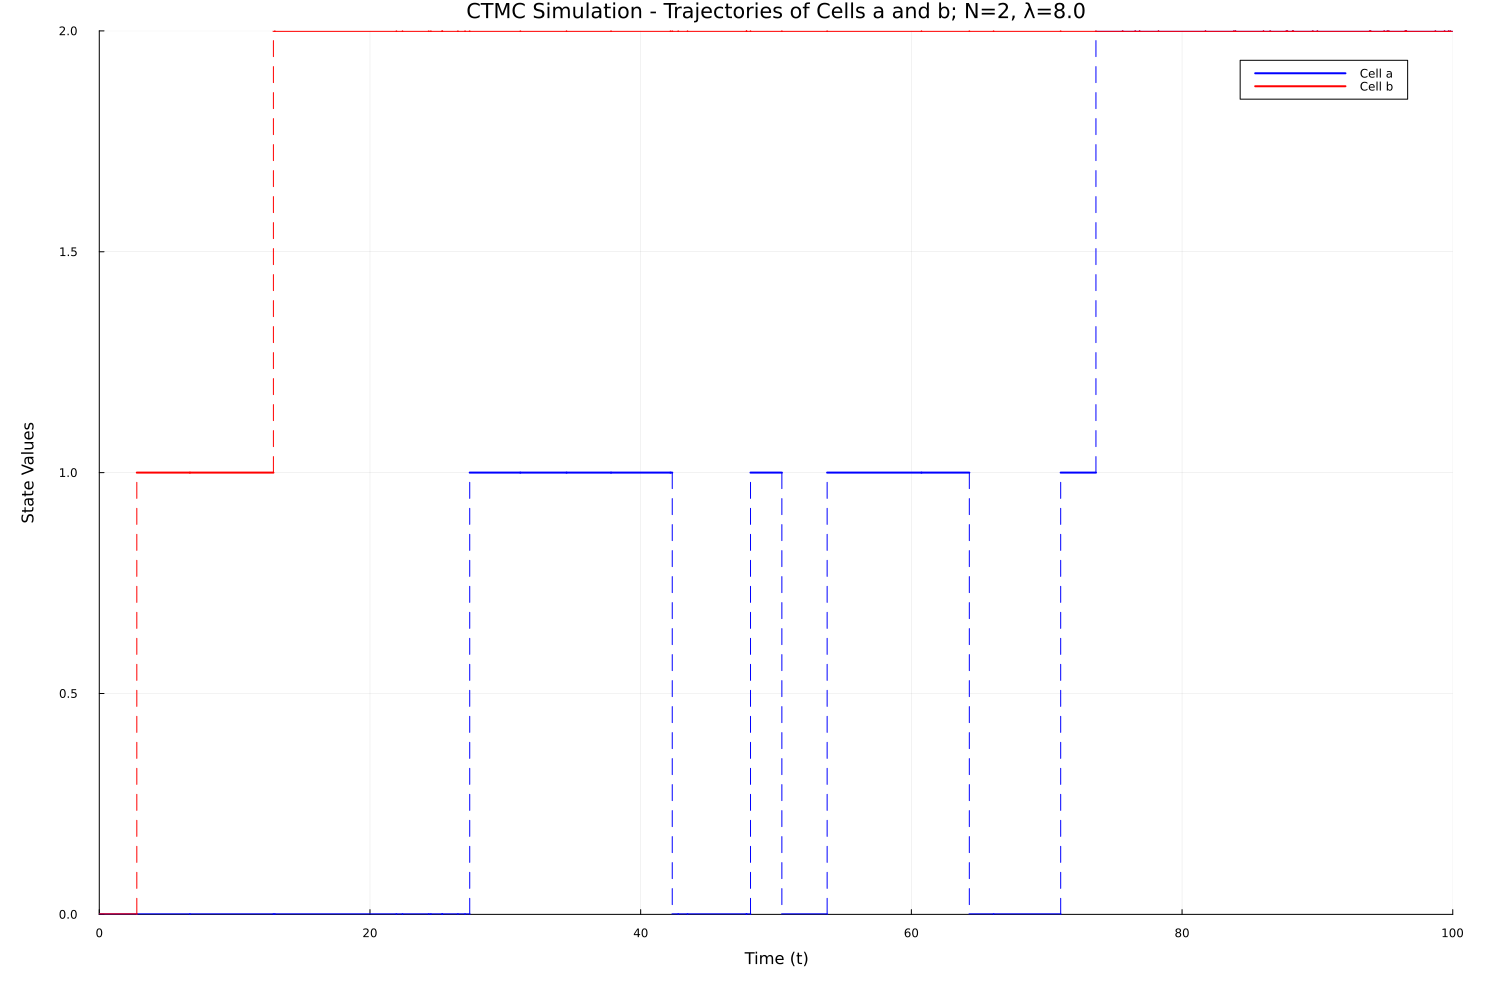 CTMC Simulation - Trajectories of Cells a and b; N=2, λ=8.0
2.0
Cell a
Cell b
1.5
1.0
State Values
0.5
0.0
0 20 40 60 80 100
Time (t)